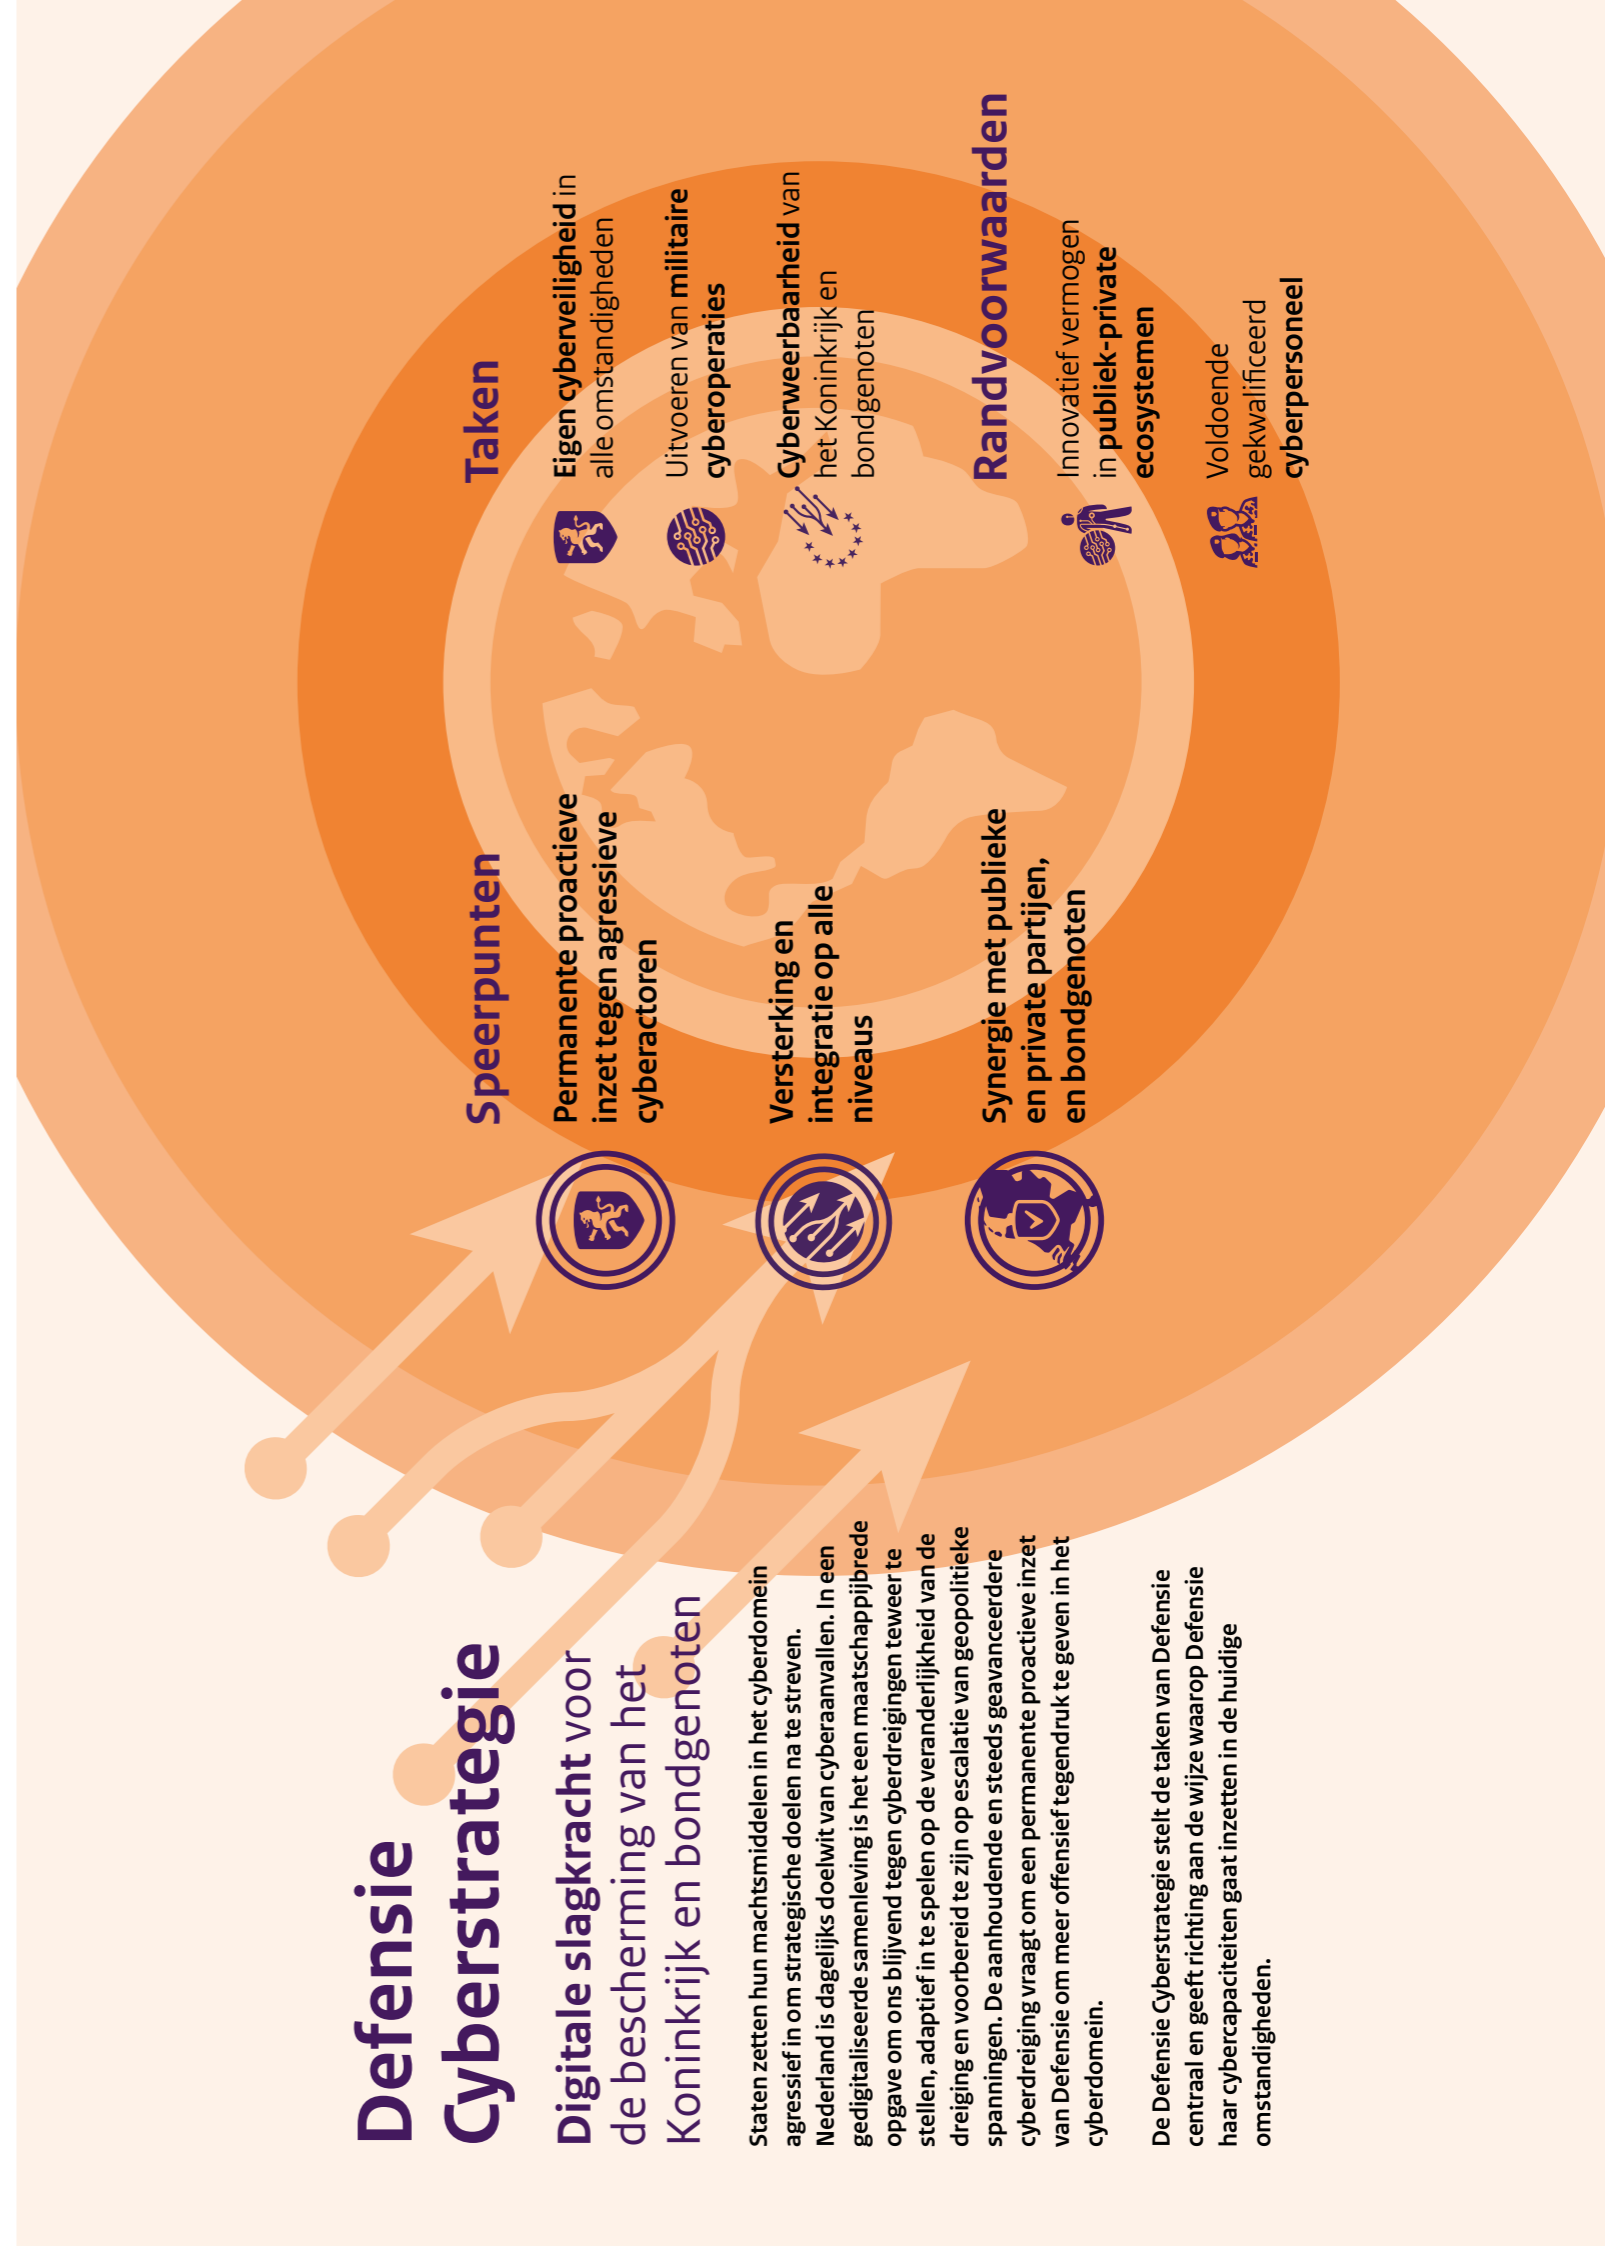 Defensie
Cyberstrategie
Digitale slagkracht voor
de bescherming van het
Koninkrijk en bondgenoten
Staten zetten hun machtsmiddelen in het cyberdomein
agressief in om strategische doelen na te streven.
Nederland is dagelijks doelwit van cyberaanvallen. In een
gedigitaliseerde samenleving is het een maatschappijbrede
opgave om ons blijvend tegen cyberdreigingen teweer te
stellen, adaptief in te spelen op de veranderlijkheid van de
dreiging en voorbereid te zijn op escalatie van geopolitieke
spanningen. De aanhoudende en steeds geavanceerdere
cyberdreiging vraagt om een permanente proactieve inzet
van Defensie om meer offensief tegendruk te geven in het
cyberdomein.
De Defensie Cyberstrategie stelt de taken van Defensie
centraal en geeft richting aan de wijze waarop Defensie
haar cybercapaciteiten gaat inzetten in de huidige
omstandigheden.
Speerpunten
Permanente proactieve
inzet tegen agressieve
cyberactoren
Versterking en
integratie op alle
niveaus
Synergie met publieke
en private partijen,
en bondgenoten
Taken
Eigen cyberveiligheid in
alle omstandigheden
Uitvoeren van militaire
cyberoperaties
Cyberweerbaarheid van
het Koninkrijk en
bondgenoten
Randvoorwaarden
Innovatief vermogen
in publiek-private
ecosystemen
Voldoende
gekwalificeerd
cyberpersoneel